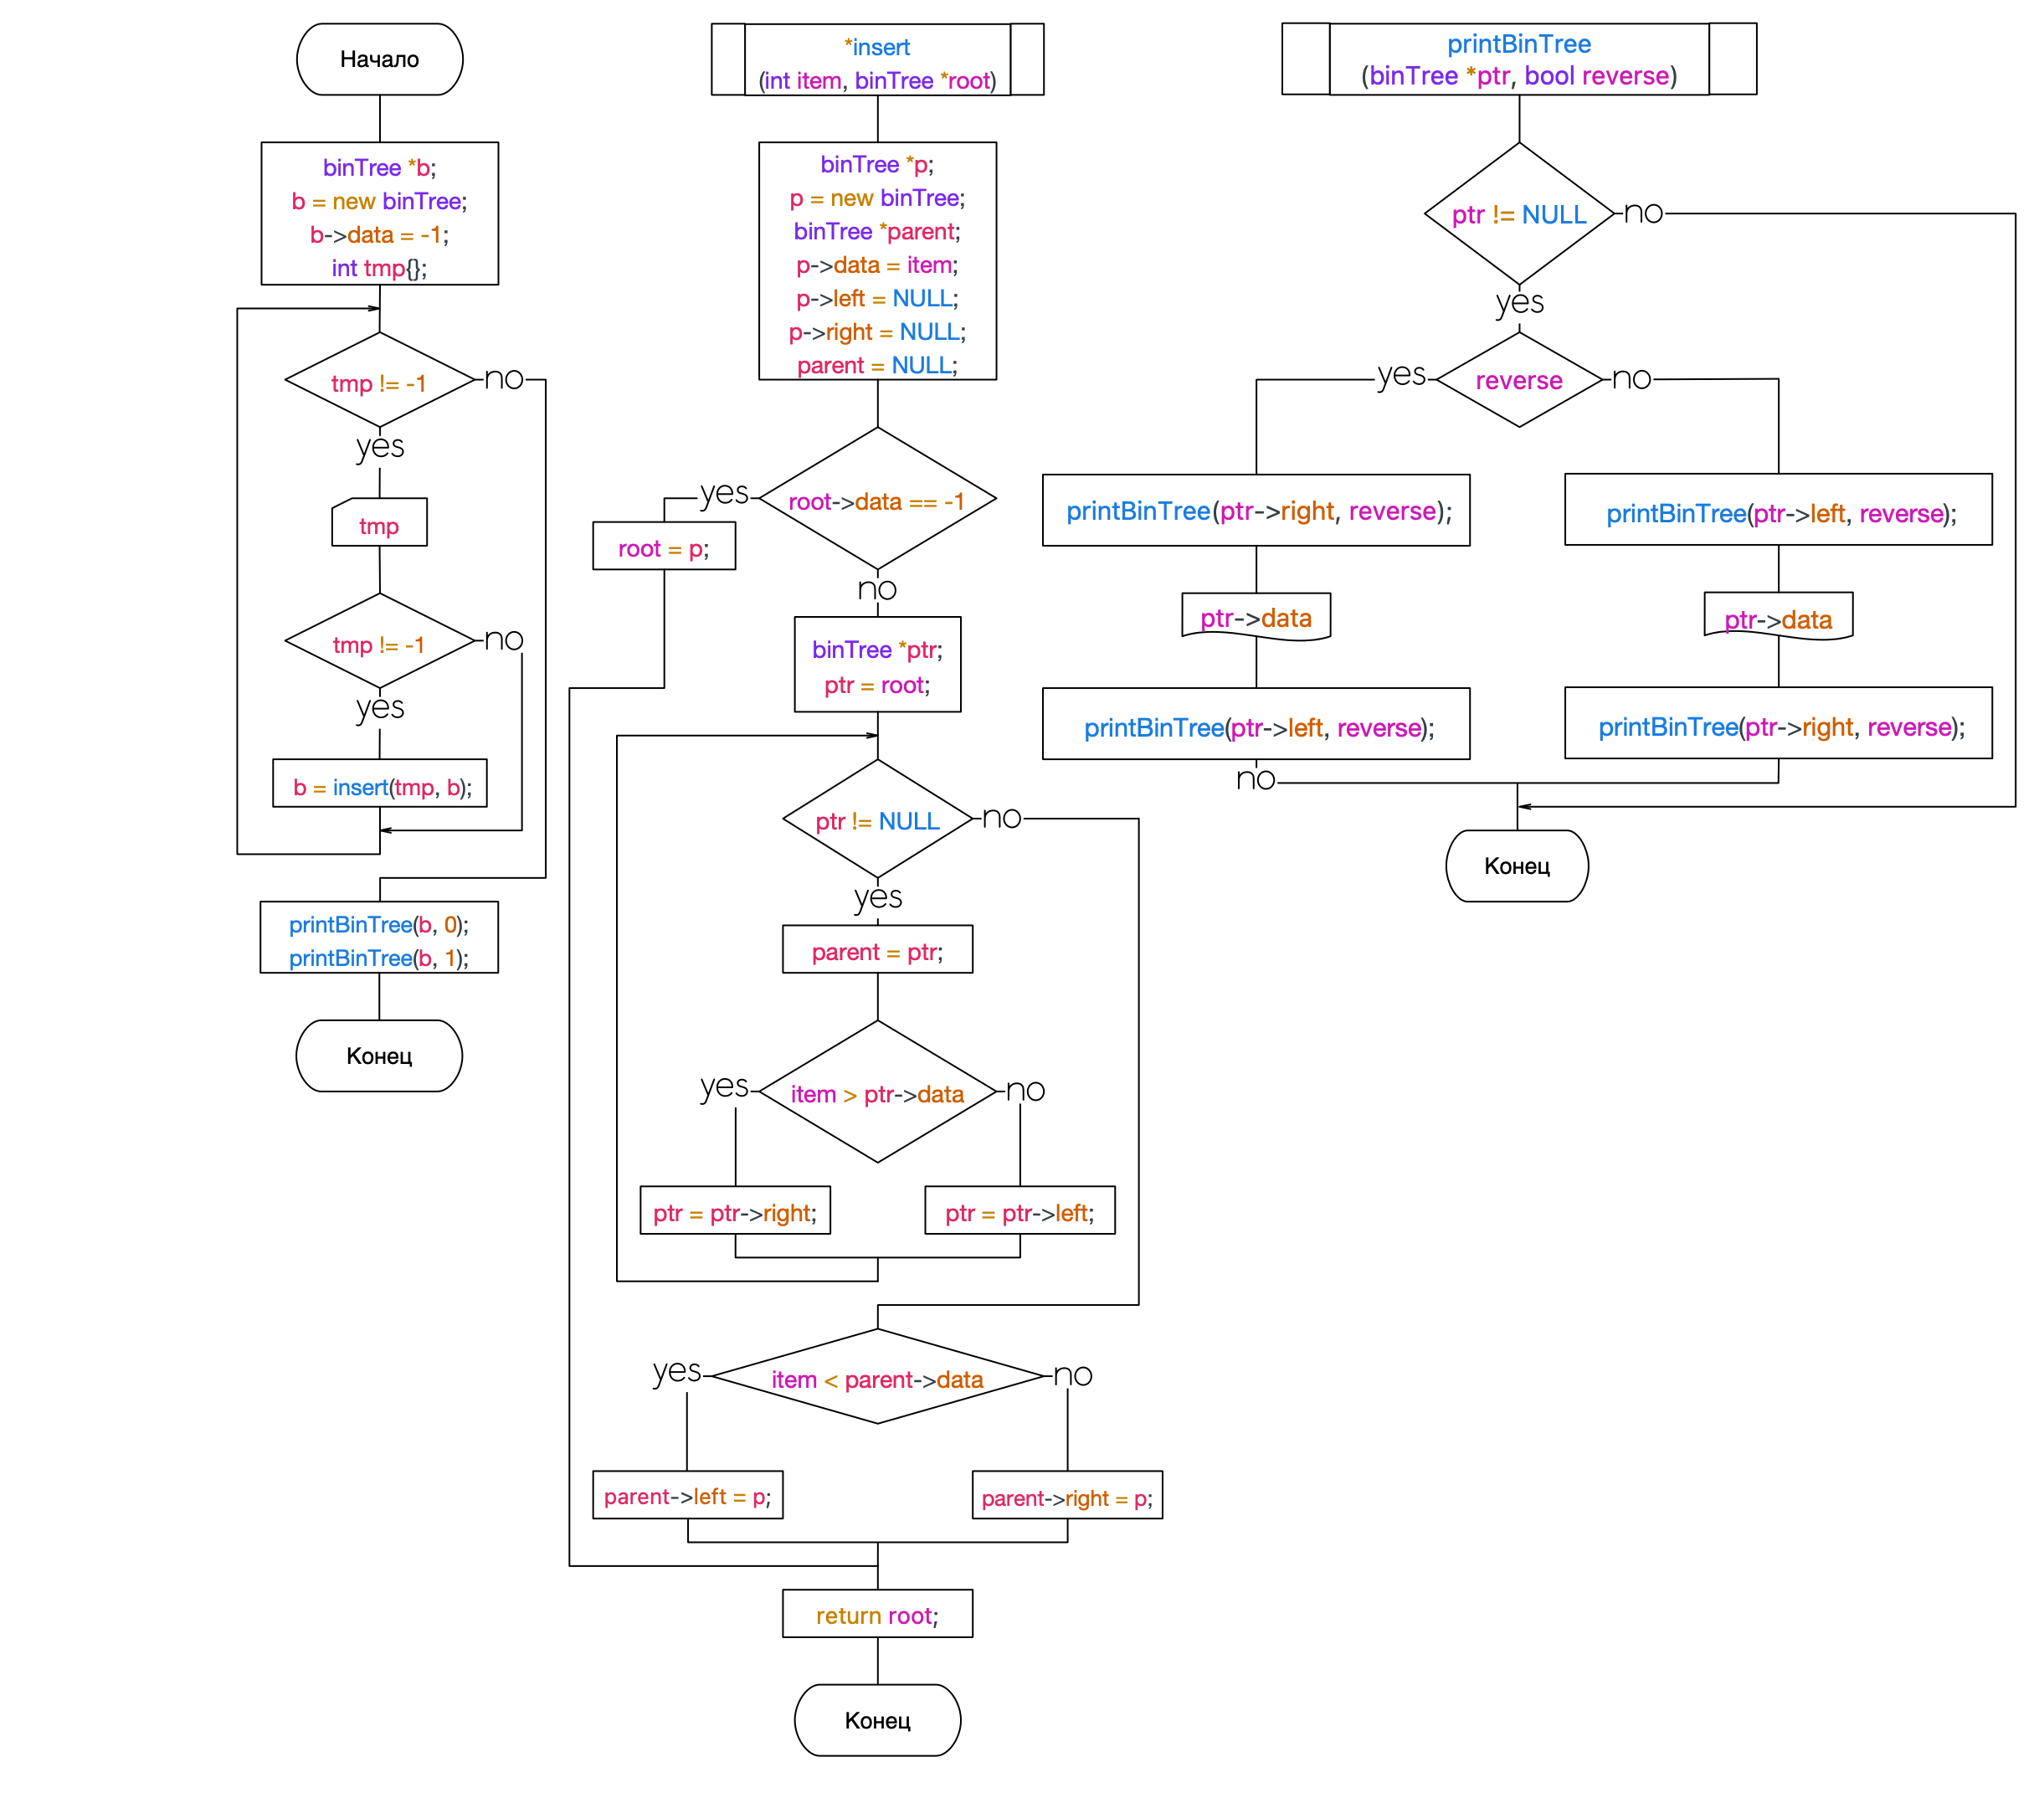 Начало
binTree *b;
b = new binTree;
b->data = -1;
int tmp{};
tmp != -1
no
yes
tmp
tmp != -1
no
yes
b = insert(tmp, b);
printBinTree(b, 0);
printBinTree(b, 1);
Конец
*insert
(int item, binTree *root)
binTree *p;
p = new binTree;
binTree *parent;
p->data = item;
p->left = NULL;
p->right = NULL;
parent = NULL;
yes
root->data == -1
root = p;
no
binTree *ptr;
ptr = root;
ptr != NULL
no
yes
parent = ptr;
yes
item > ptr->data
no
ptr = ptr->right;
ptr = ptr->left;
yes
item < parent->data
no
parent->left = p;
parent->right = p;
return root;
Конец
printBinTree
(binTree *ptr, bool reverse)
ptr != NULL
no
yes
yes
reverse
no
printBinTree(ptr->right, reverse);
printBinTree(ptr->left, reverse);
ptr->data
ptr->data
printBinTree(ptr->left, reverse);
printBinTree(ptr->right, reverse);
no
Конец